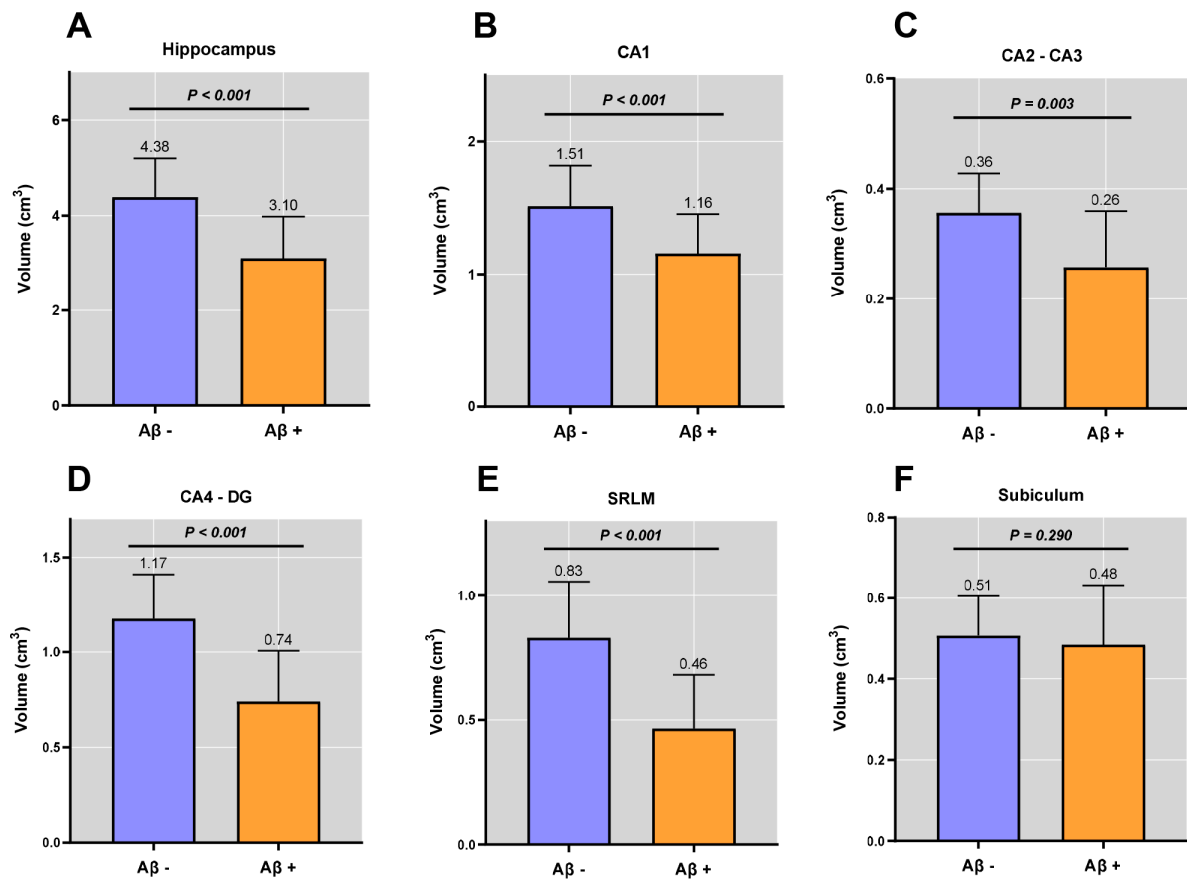 A
Hippocampus
P < 0.001
6
4.38
4
3.10
2
0
Volume (cm³)
Aβ -
Aβ +
B
CA1
P < 0.001
2
1.51
1.16
1
0
Volume (cm³)
Aβ -
Aβ +
C
CA2 - CA3
0.6
P = 0.003
0.4
0.36
0.26
0.2
0.0
Volume (cm³)
Aβ -
Aβ +
D
CA4 - DG
P < 0.001
1.5
1.17
1.0
0.74
0.5
0.0
Volume (cm³)
Aβ -
Aβ +
E
SRLM
P < 0.001
1.0
0.83
0.46
0.5
0.0
Volume (cm³)
Aβ -
Aβ +
F
Subiculum
0.8
P = 0.290
0.6
0.51
0.48
0.4
0.2
0.0
Volume (cm³)
Aβ -
Aβ +